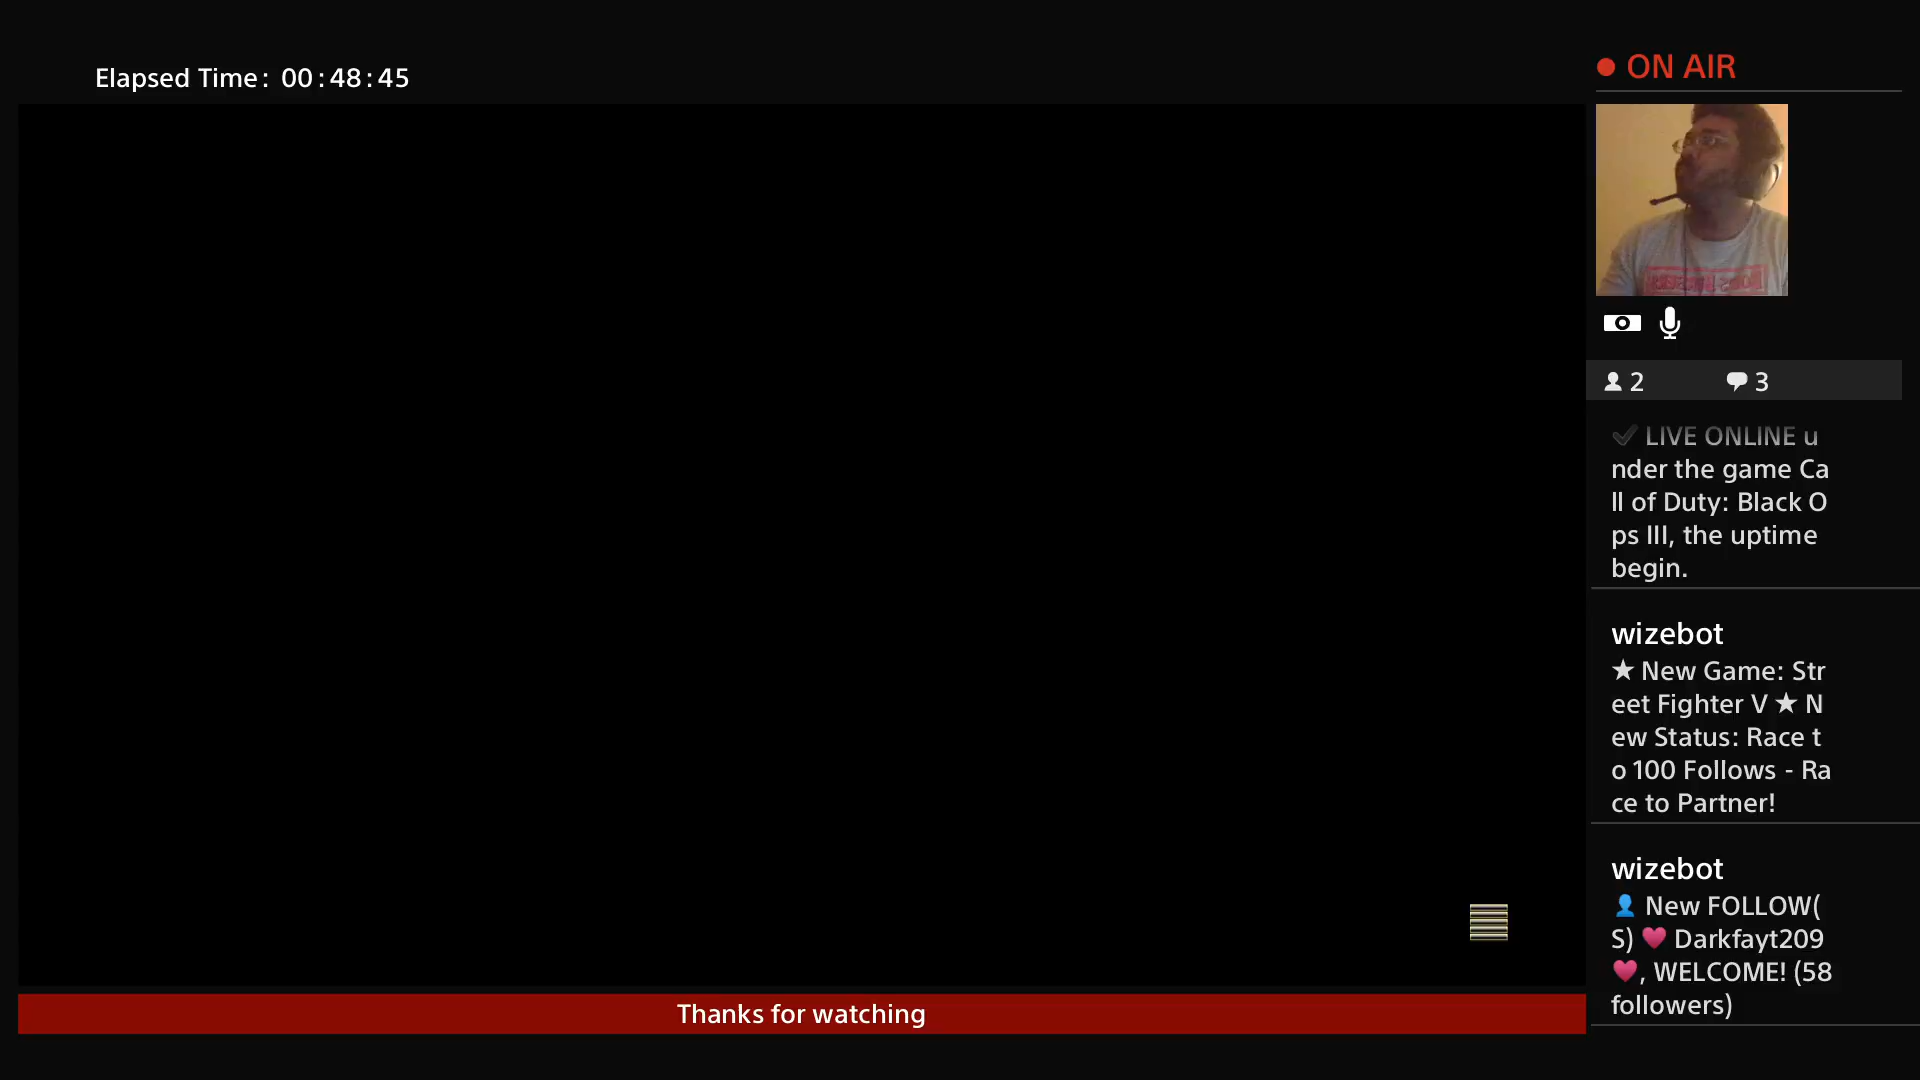 Elapsed Time: 00:48:45
ON AIR
2 3
✔ LIVE ONLINE u
nder the game Ca
ll of Duty: Black O
ps III, the uptime
begin.
wizebot
★ New Game: Str
eet Fighter V ★ N
ew Status: Race t
o 100 Follows - Ra
ce to Partner!
wizebot
👤 New FOLLOW(
S) ♥ Darkfayt209
♥, WELCOME! (58
followers)
Thanks for watching